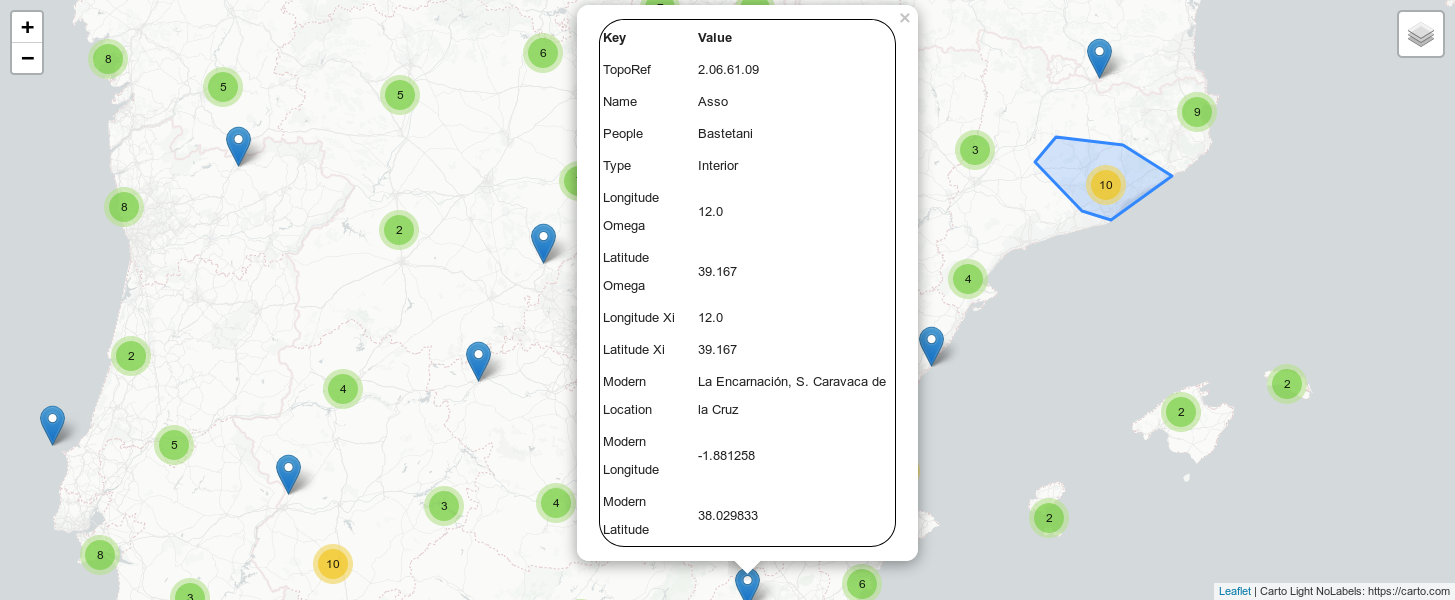 +
−
×
Key Value
TopoRef 2.06.61.09
Name Asso
People Bastetani
Type Interior
Longitude
Omega
12.0
Latitude
Omega
39.167
Longitude Xi 12.0
Latitude Xi 39.167
Modern
Location
La Encarnación, S. Caravaca de
la Cruz
Modern
Longitude
-1.881258
Modern
Latitude
38.029833
8
5
6
5
9
3
10
8
2
4
2
4
2
2
5
3
4
2
8
10
6
3
Leaflet | Carto Light NoLabels: https://carto.com